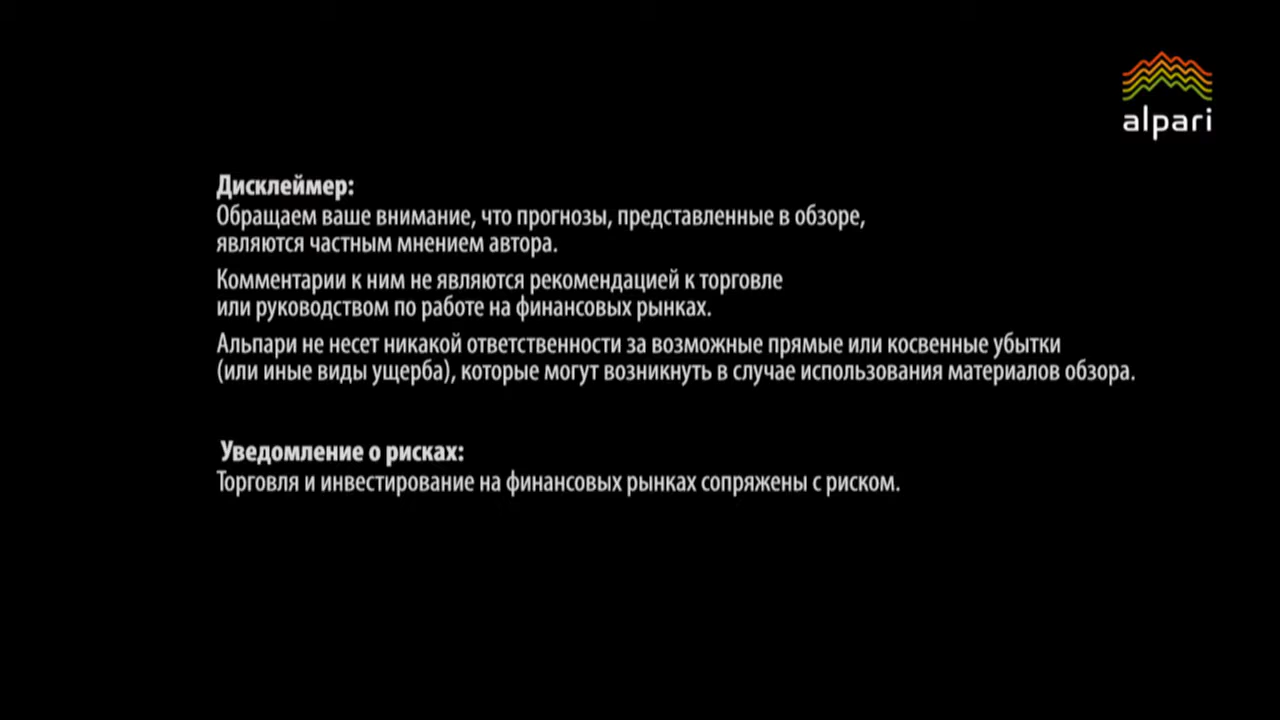 alpari
Дисклеймер:
Обращаем ваше внимание, что прогнозы, представленные в обзоре,
являются частным мнением автора.
Комментарии к ним не являются рекомендацией к торговле
или руководством по работе на финансовых рынках.
Альпари не несет никакой ответственности за возможные прямые или косвенные убытки
(или иные виды ущерба), которые могут возникнуть в случае использования материалов обзора.
Уведомление о рисках:
Торговля и инвестирование на финансовых рынках сопряжены с риском.